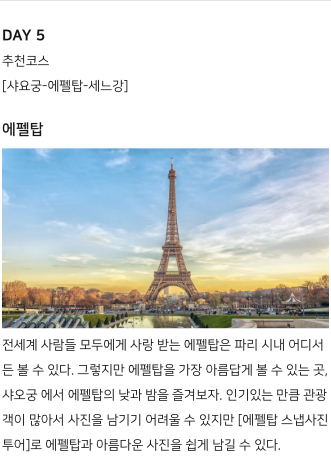 DAY 5
추천코스
[샤요궁-에펠탑-세느강]
에펠탑
전세계 사람들 모두에게 사랑 받는 에펠탑은 파리 시내 어디서
든 볼 수 있다. 그렇지만 에펠탑을 가장 아름답게 볼 수 있는 곳,
샤오궁 에서 에펠탑의 낮과 밤을 즐겨보자. 인기있는 만큼 관광
객이 많아서 사진을 남기기 어려울 수 있지만 [에펠탑 스냅사진
투어]로 에펠탑과 아름다운 사진을 쉽게 남길 수 있다.